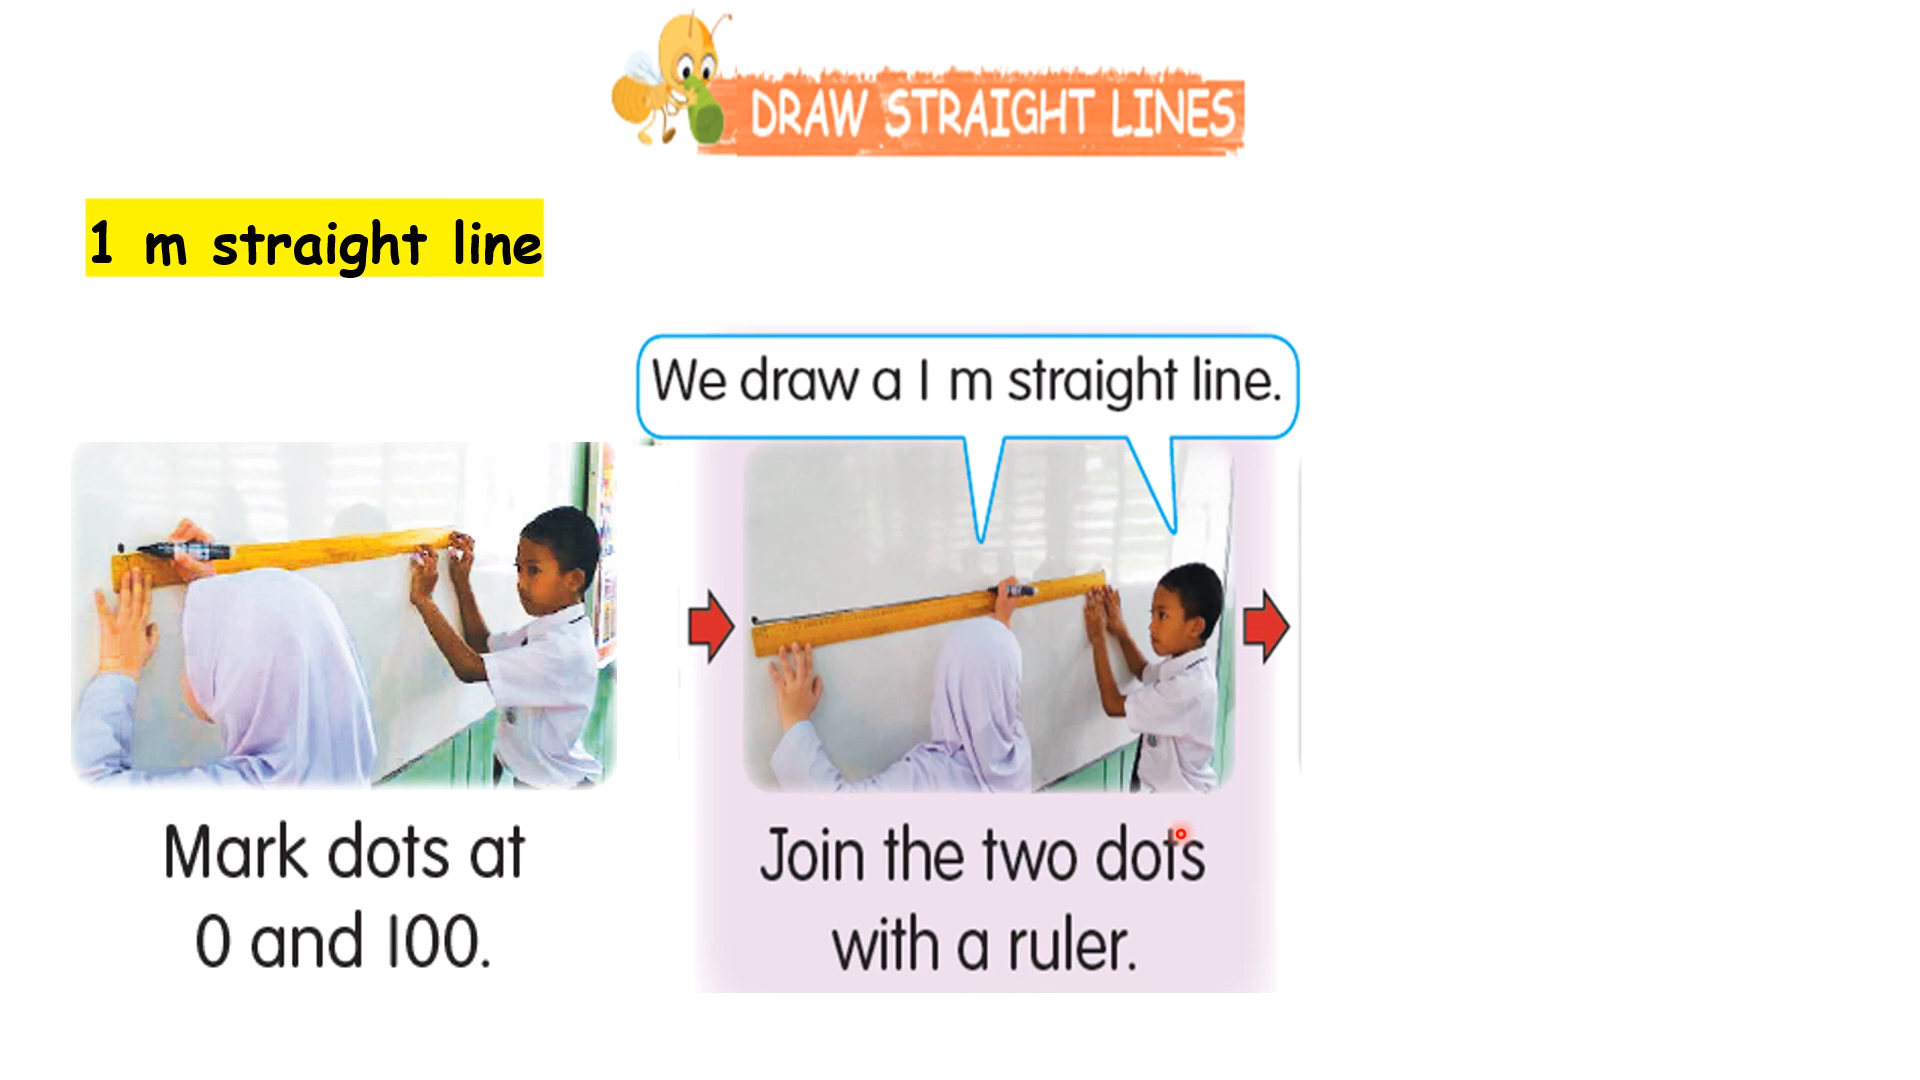 DRAW STRAIGHT LINES
1 m straight line
We draw a 1 m straight line.
Mark dots at
0 and 100.
Join the two dots
with a ruler.